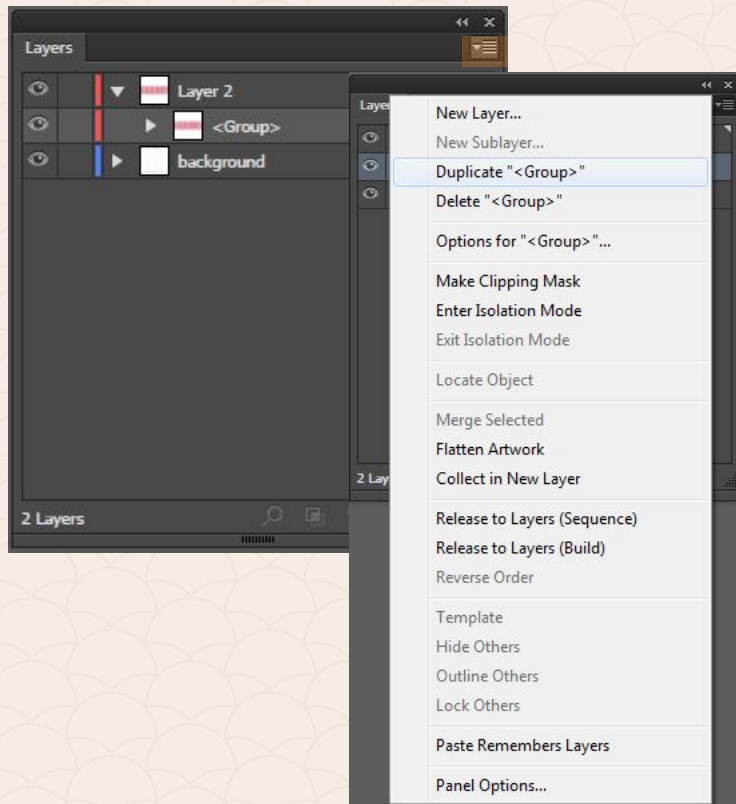 Layers
Layer 2
<Group>
background
2 Layers
Layer
New Layer...
New Sublayer...
Duplicate "<Group>"
Delete "<Group>"
Options for "<Group>"...
Make Clipping Mask
Enter Isolation Mode
Exit Isolation Mode
Locate Object
Merge Selected
Flatten Artwork
Collect in New Layer
2 Lay
Release to Layers (Sequence)
Release to Layers (Build)
Reverse Order
Template
Hide Others
Outline Others
Lock Others
Paste Remembers Layers
Panel Options...